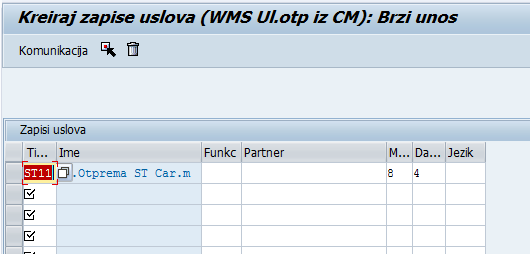 Kreiraj zapise uslova (WMS Ul.otp iz CM): Brzi unos
Komunikacija
Zapisi uslova
Ti... Ime Funkc Partner M... Da... Jezik
ST11 .Otprema ST Car.m 8 4